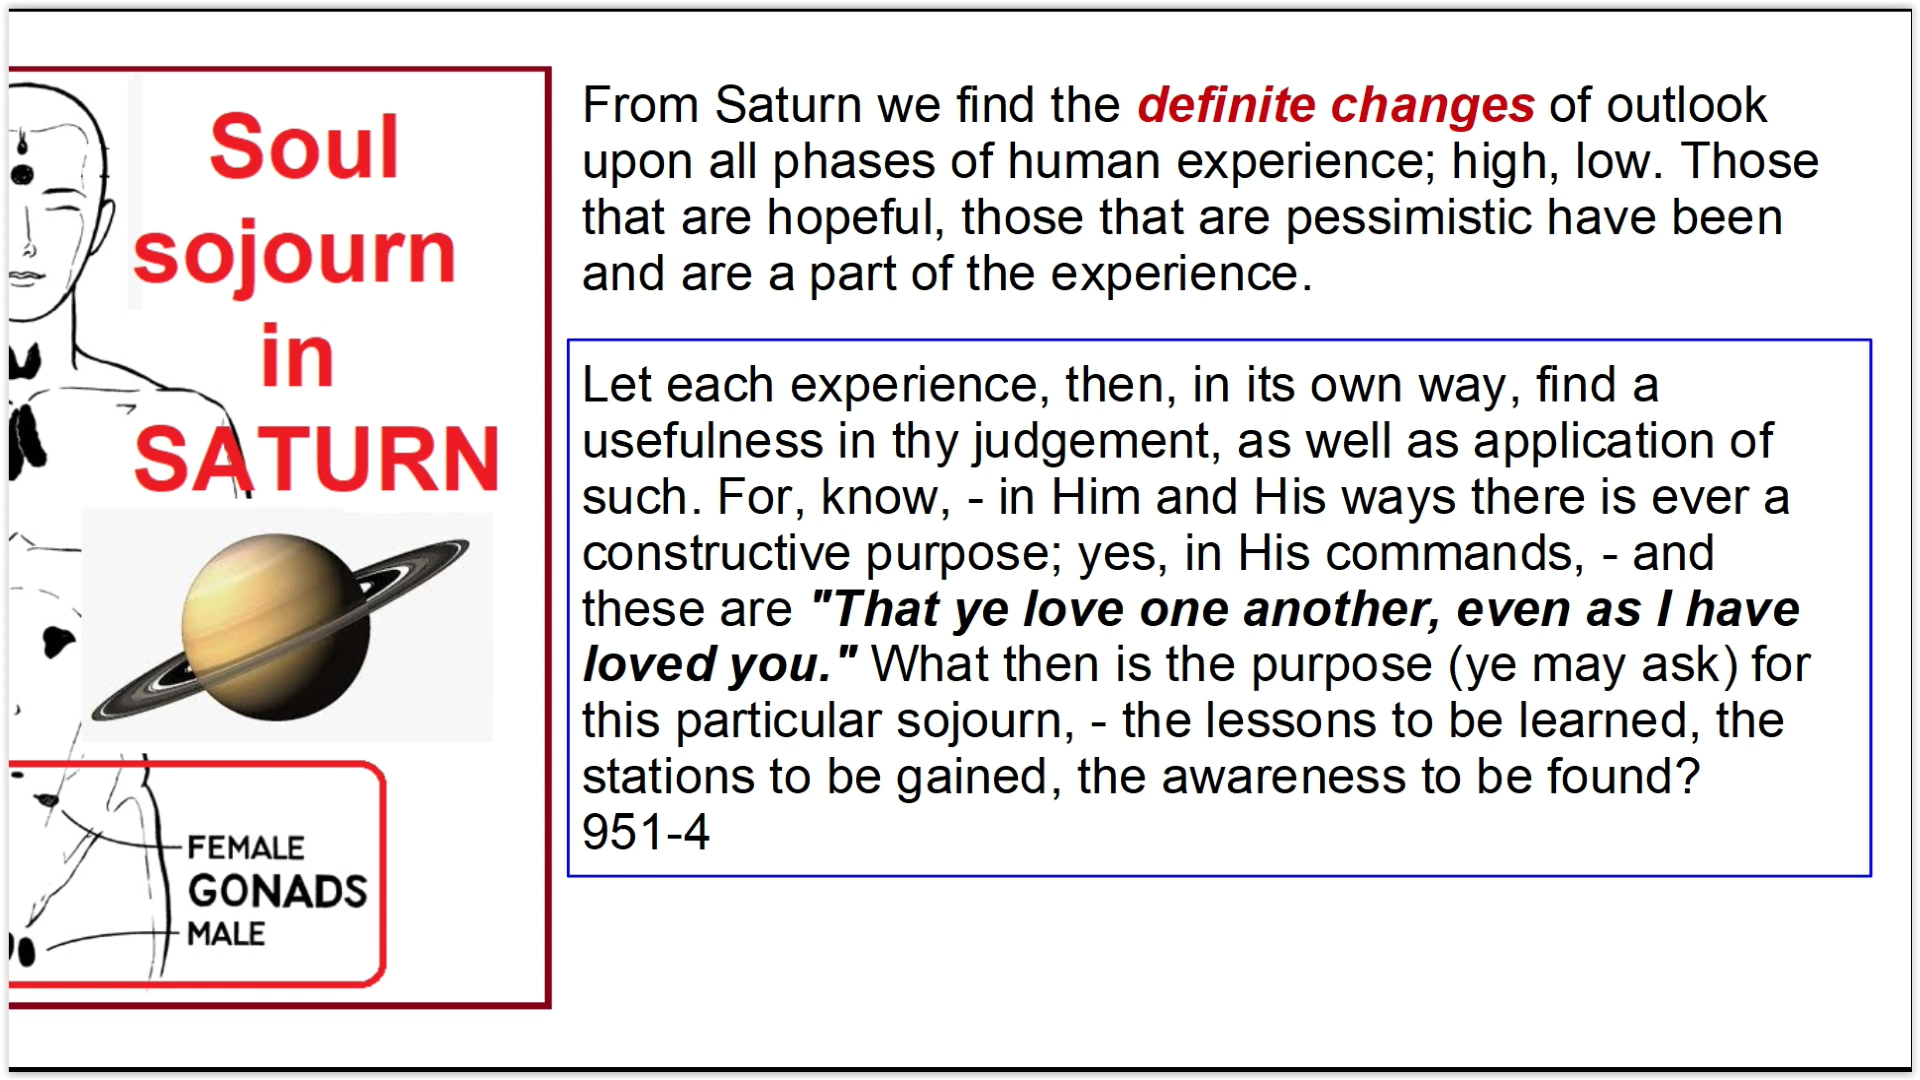 Soul
sojourn
in
SATURN
FEMALE
GONADS
MALE
From Saturn we find the definite changes of outlook
upon all phases of human experience; high, low. Those
that are hopeful, those that are pessimistic have been
and are a part of the experience.
Let each experience, then, in its own way, find a
usefulness in thy judgement, as well as application of
such. For, know, - in Him and His ways there is ever a
constructive purpose; yes, in His commands, - and
these are "That ye love one another, even as I have
loved you." What then is the purpose (ye may ask) for
this particular sojourn, - the lessons to be learned, the
stations to be gained, the awareness to be found?
951-4